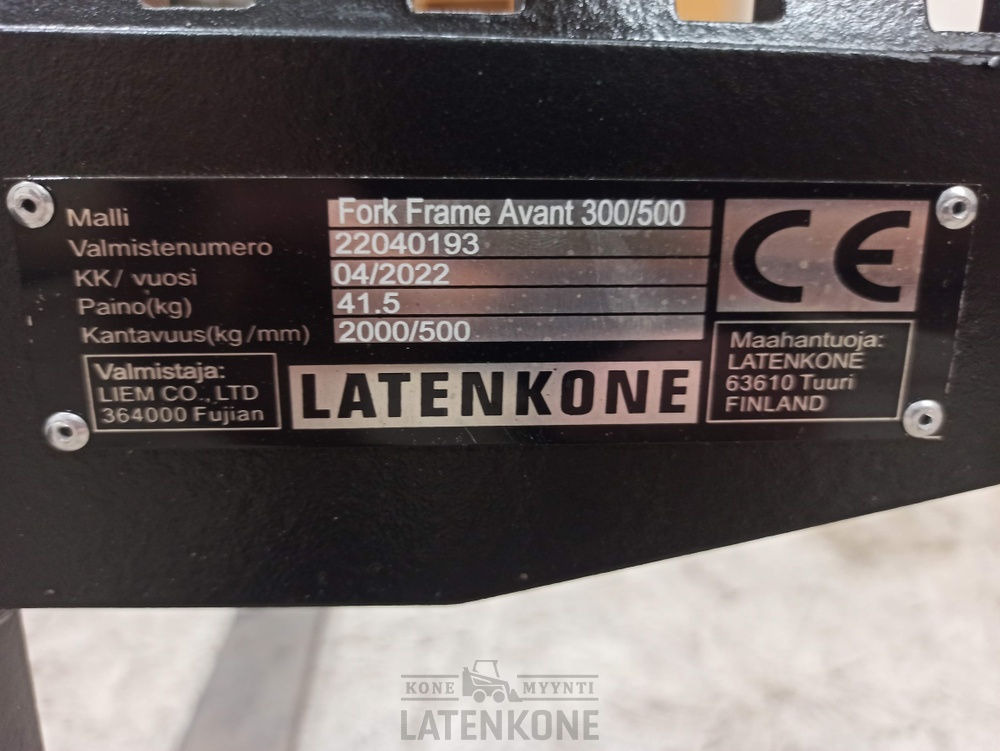 Malli Fork Frame Avant 300/500
Valmistenumero 22040193
KK/ vuosi 04/2022
Paino(kg) 41.5
Kantavuus(kg/mm) 2000/500
CE
Valmistaja:
LIEM CO.,LTD
364000 Fujian
LATENKONE
Maahantuoja:
LATENKONE
63610 Tuuri
FINLAND
KONE MYYNTI
LATENKONE